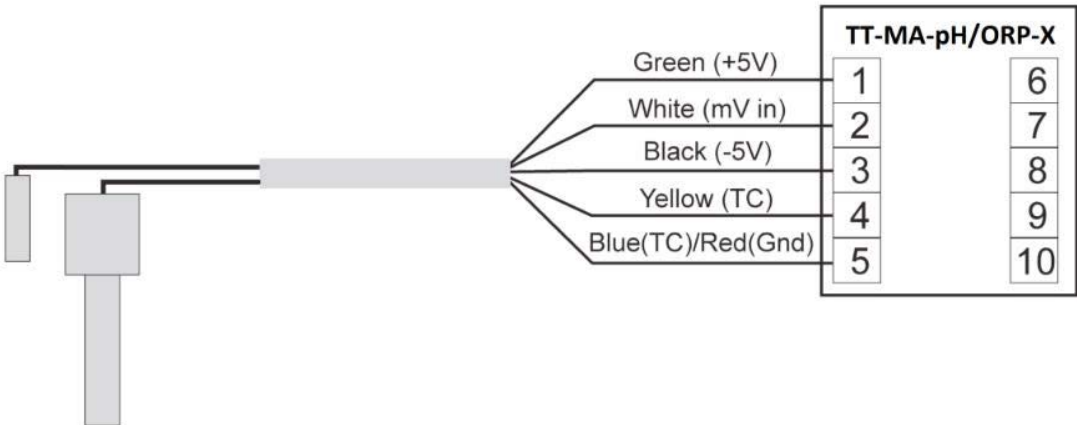 TT-MA-pH/ORP-X
Green (+5V)
1
6
White (mV in)
2
7
Black (-5V)
3
8
Yellow (TC)
4
9
Blue(TC)/Red(Gnd)
5
10